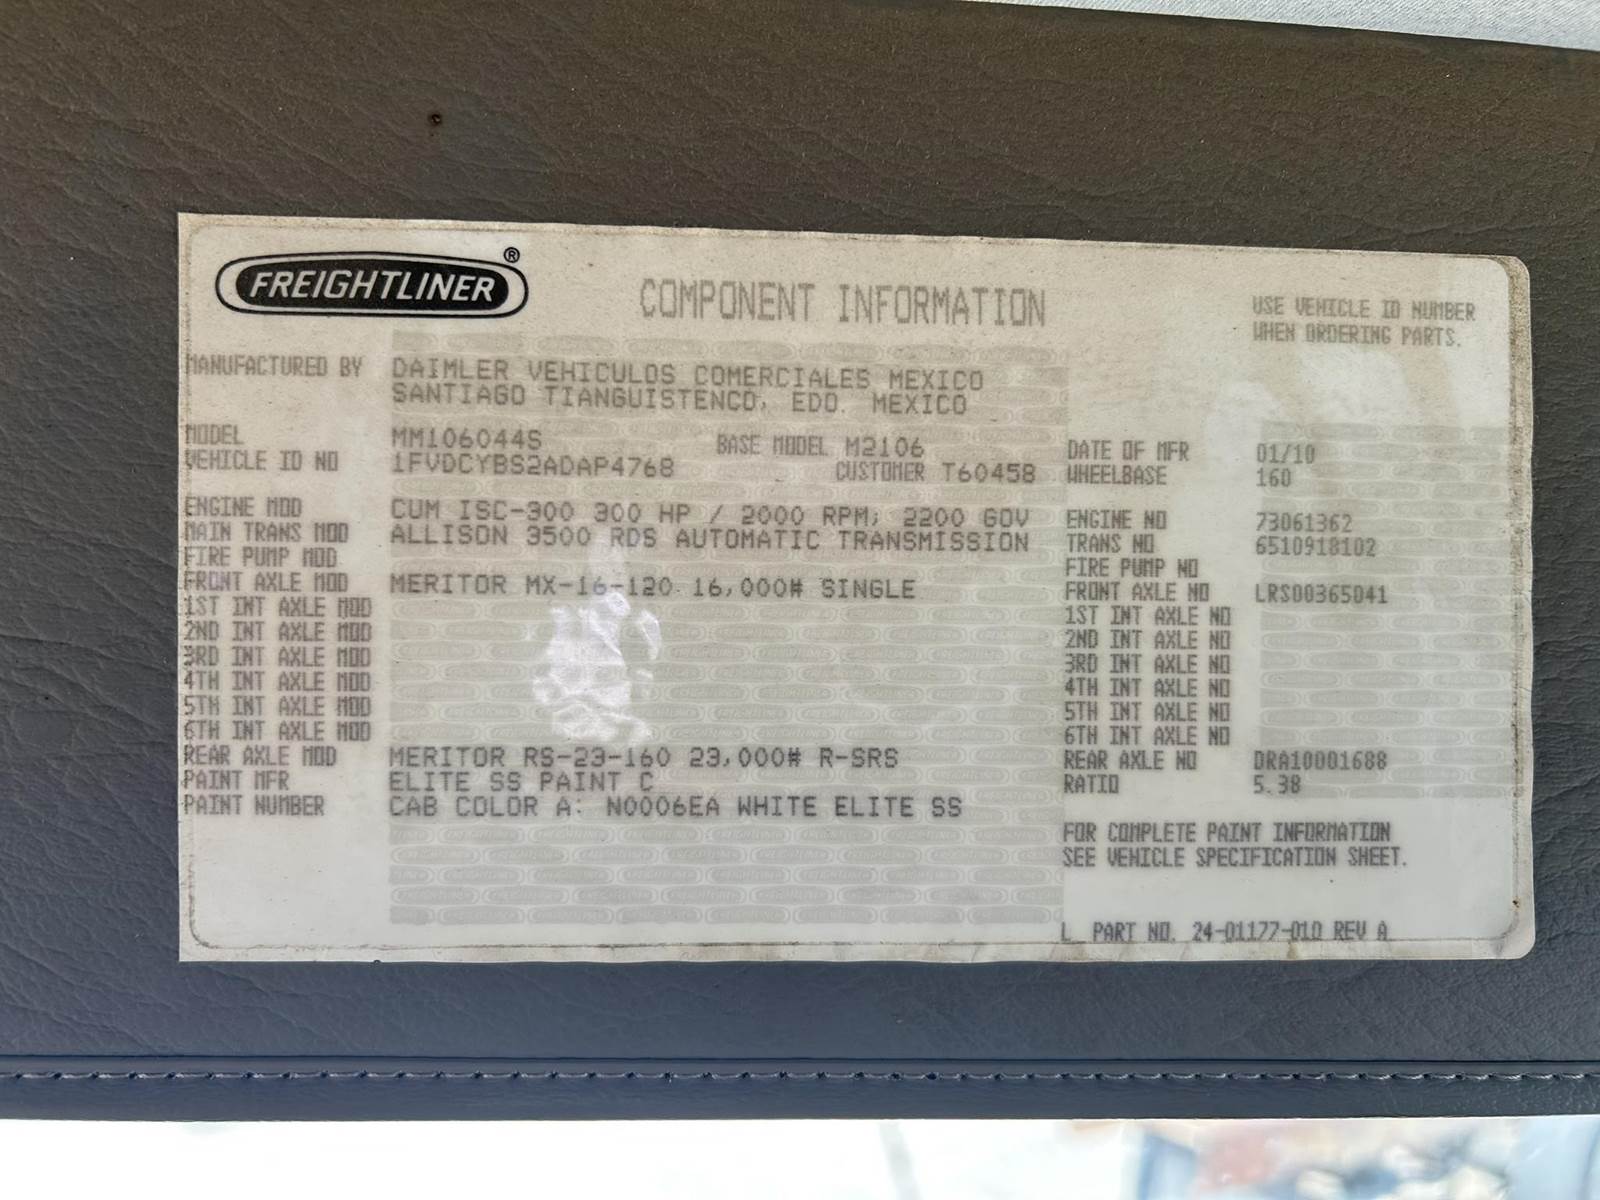 FREIGHTLINER®
COMPONENT INFORMATION
USE VEHICLE ID NUMBER
WHEN ORDERING PARTS.
MANUFACTURED BY DAIMLER VEHICULOS COMERCIALES MEXICO
SANTIAGO TIANGUISTENCO, EDO. MEXICO
MODEL MM106044S BASE MODEL M2106 DATE OF MFR 01/10
VEHICLE ID NO 1FVDCYBS2ADAP4768 CUSTOMER T60458 WHEELBASE 160
ENGINE MOD CUM ISC-300 300 HP / 2000 RPM; 2200 GOV ENGINE NO 73061362
MAIN TRANS MOD ALLISON 3500 RDS AUTOMATIC TRANSMISSION TRANS NO 6510918102
FIRE PUMP MOD FIRE PUMP NO
FRONT AXLE MOD MERITOR MX-16-120 16,000# SINGLE FRONT AXLE NO LRS00365041
1ST INT AXLE MOD 1ST INT AXLE NO
2ND INT AXLE MOD 2ND INT AXLE NO
3RD INT AXLE MOD 3RD INT AXLE NO
4TH INT AXLE MOD 4TH INT AXLE NO
5TH INT AXLE MOD 5TH INT AXLE NO
6TH INT AXLE MOD 6TH INT AXLE NO
REAR AXLE MOD MERITOR RS-23-160 23,000# R-SRS REAR AXLE NO DRA10001688
PAINT MFR ELITE SS PAINT C RATIO 5.38
PAINT NUMBER CAB COLOR A: N0006EA WHITE ELITE SS
FOR COMPLETE PAINT INFORMATION
SEE VEHICLE SPECIFICATION SHEET.
L PART NO. 24-01177-010 REV A